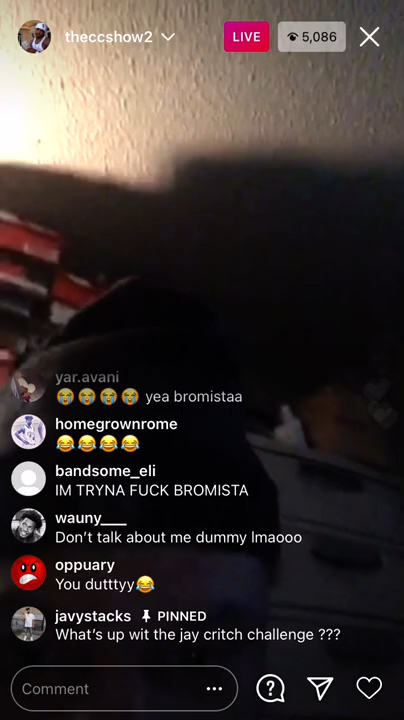 theccshow2
LIVE
5,086
yar.avani
😭😭😭😭 yea bromistaa
homegrownrome
😂😂😂😂
bandsome_eli
IM TRYNA FUCK BROMISTA
wauny___
Don’t talk about me dummy lmaooo
oppuary
You dutttyy😂
javystacks PINNED
What’s up wit the jay critch challenge ???
Comment